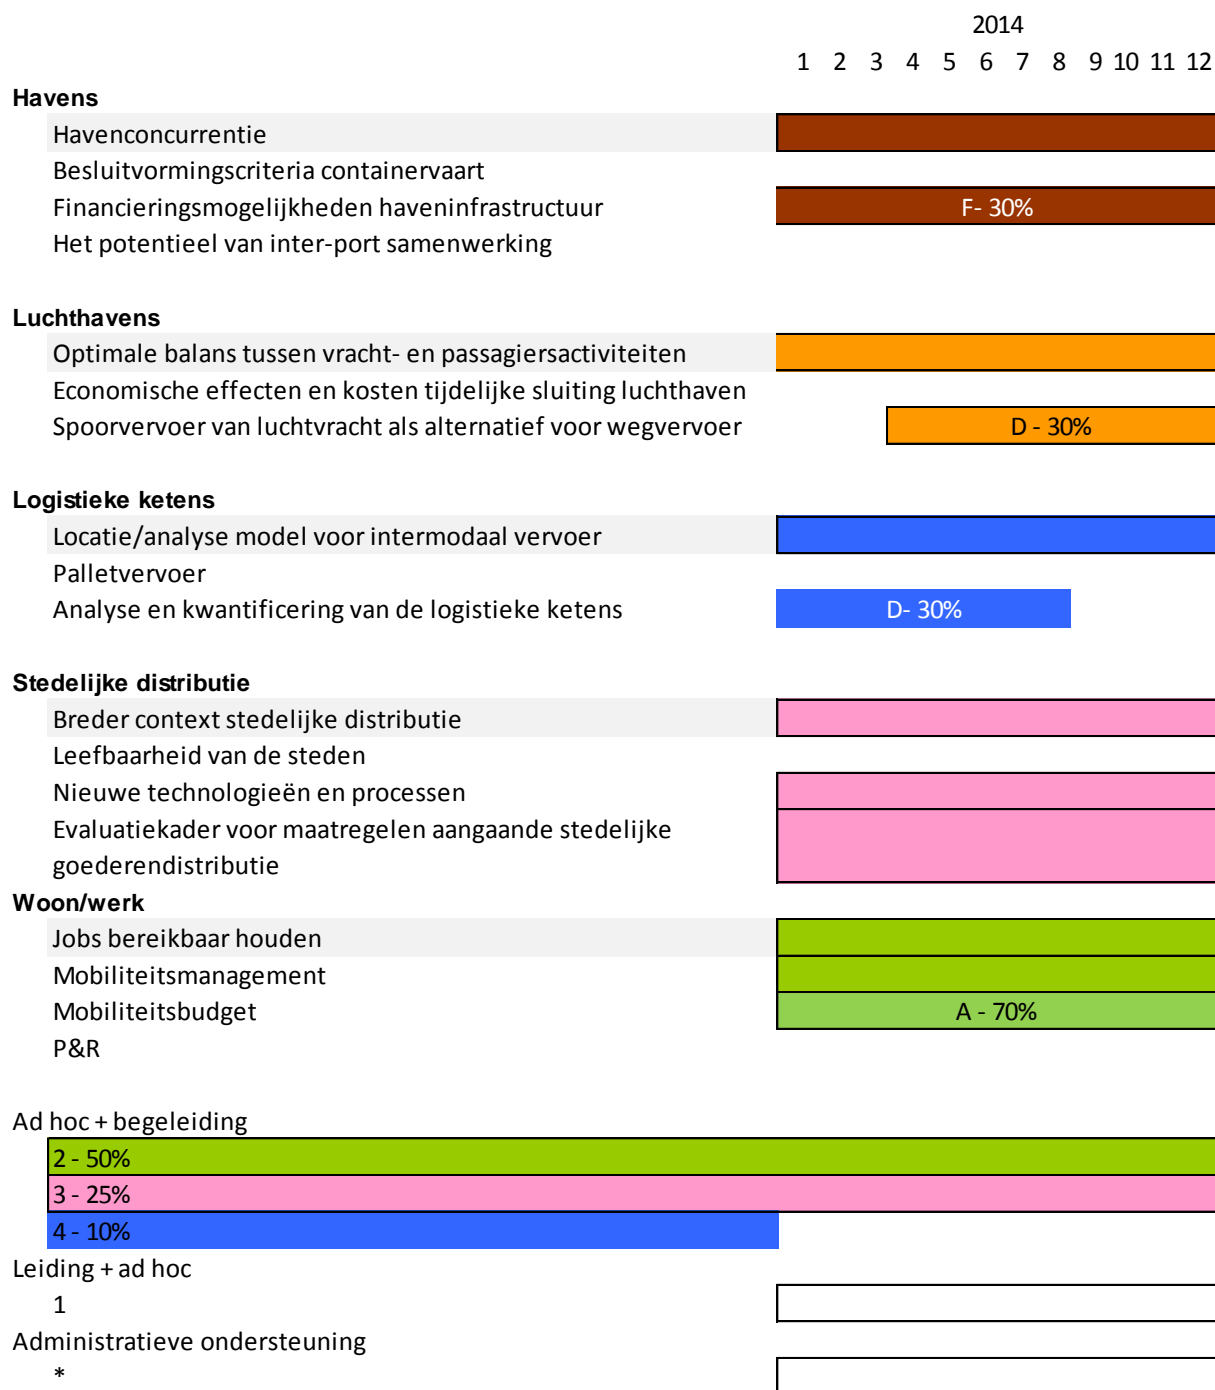 2014
1 2 3 4 5 6 7 8 9 10 11 12
Havens
Havenconcurrentie
Besluitvormingscriteria containervaart
Financieringsmogelijkheden haveninfrastructuur F- 30%
Het potentieel van inter-port samenwerking
Luchthavens
Optimale balans tussen vracht- en passagiersactiviteiten
Economische effecten en kosten tijdelijke sluiting luchthaven
Spoorvervoer van luchtvracht als alternatief voor wegvervoer D - 30%
Logistieke ketens
Locatie/analyse model voor intermodaal vervoer
Palletvervoer
Analyse en kwantificering van de logistieke ketens D- 30%
Stedelijke distributie
Breder context stedelijke distributie
Leefbaarheid van de steden
Nieuwe technologieën en processen
Evaluatiekader voor maatregelen aangaande stedelijke
goederendistributie
Woon/werk
Jobs bereikbaar houden
Mobiliteitsmanagement
Mobiliteitsbudget A - 70%
P&R
Ad hoc + begeleiding
2 - 50%
3 - 25%
4 - 10%
Leiding + ad hoc
1
Administratieve ondersteuning
*